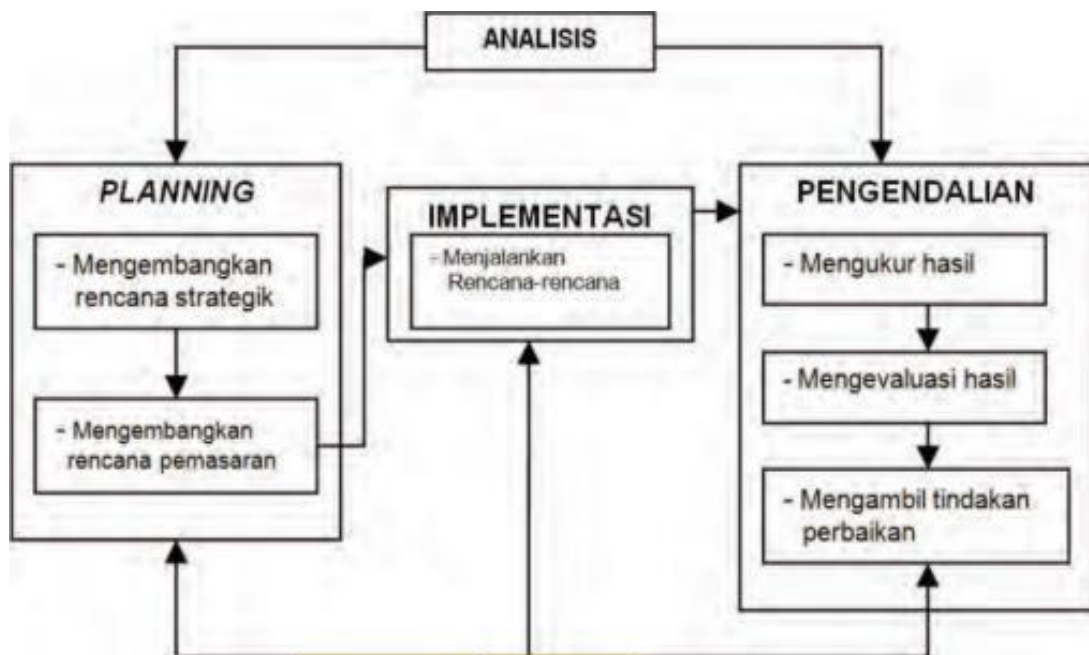 ANALISIS
PLANNING
- Mengembangkan
rencana strategik
- Mengembangkan
rencana pemasaran
IMPLEMENTASI
- Menjalankan
Rencana-rencana
PENGENDALIAN
- Mengukur hasil
- Mengevaluasi hasil
- Mengambil tindakan
perbaikan